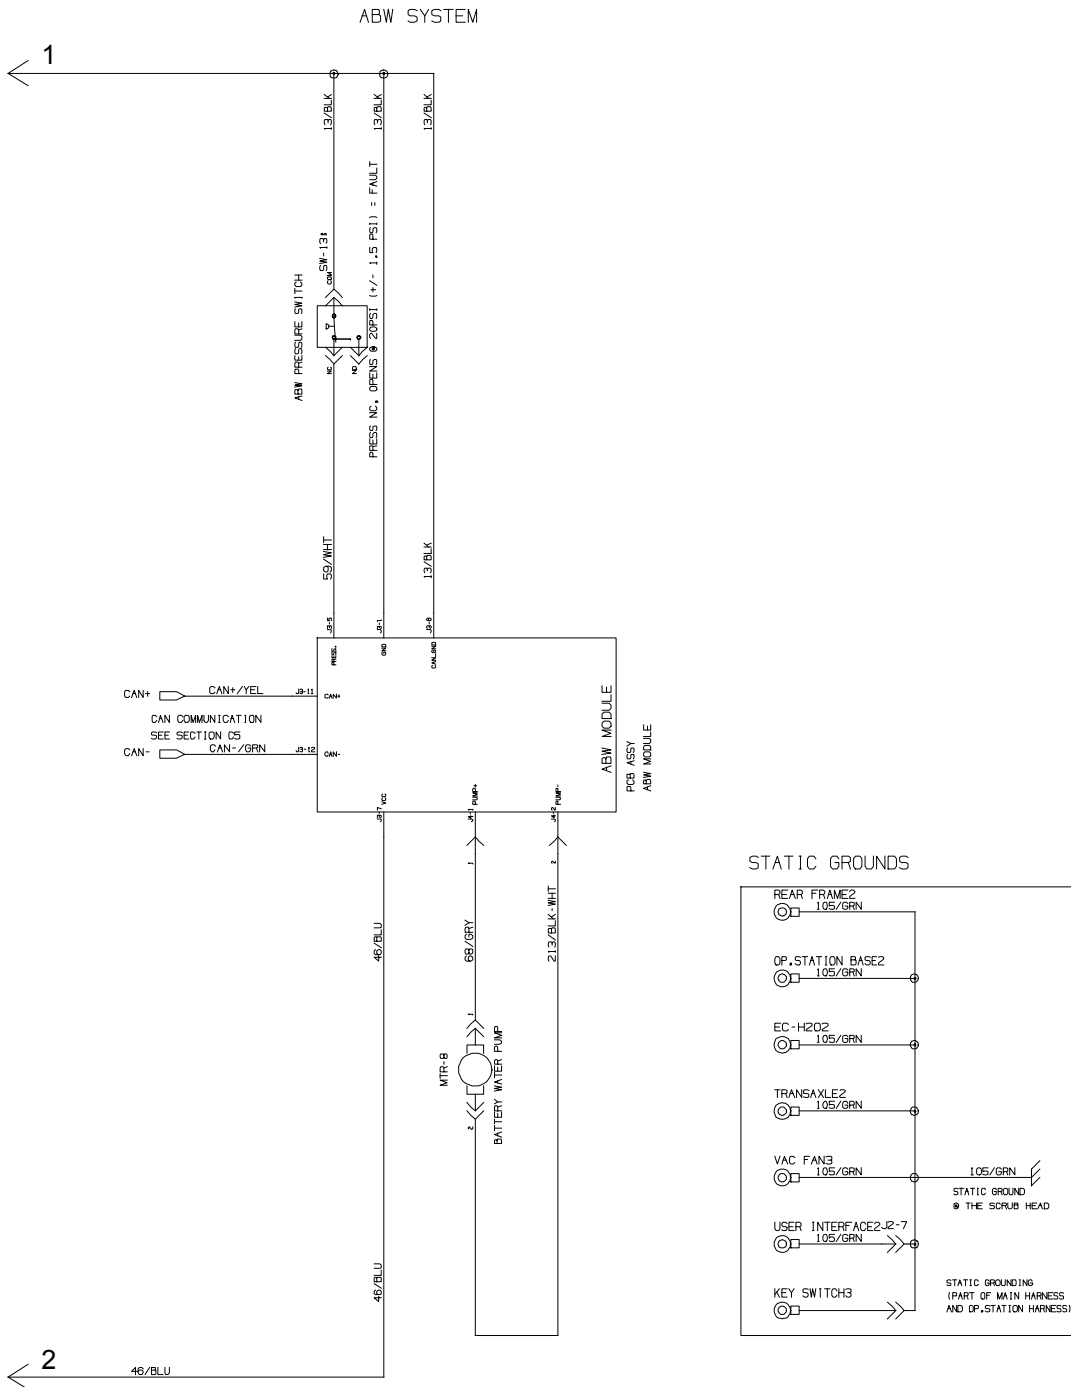 ABW SYSTEM
1
13/BLK
13/BLK
13/BLK
PRESS NC, OPENS @ 20PSI (+/- 1.5 PSI) = FAULT
SW-13
COM
ABW PRESSURE SWITCH
NC
NO
59/WHT
13/BLK
J3-5
J3-1
J3-6
PRESS.
GND
CAN_GND
CAN+
CAN+/YEL
J3-11
CAN+
CAN COMMUNICATION
SEE SECTION C5
CAN-
CAN-/GRN
J3-12
CAN-
ABW MODULE
PCB ASSY
ABW MODULE
VCC
PUMP+
PUMP-
J3-7
J4-1
J4-2
1
2
46/BLU
68/GRY
213/BLK-WHT
1
MTR-8
BATTERY WATER PUMP
2
46/BLU
2
46/BLU
STATIC GROUNDS
REAR FRAME2
105/GRN
OP.STATION BASE2
105/GRN
EC-H2O2
105/GRN
TRANSAXLE2
105/GRN
VAC FAN3
105/GRN
105/GRN
STATIC GROUND
@ THE SCRUB HEAD
USER INTERFACE2
J2-7
105/GRN
KEY SWITCH3
STATIC GROUNDING
(PART OF MAIN HARNESS
AND OP.STATION HARNESS)